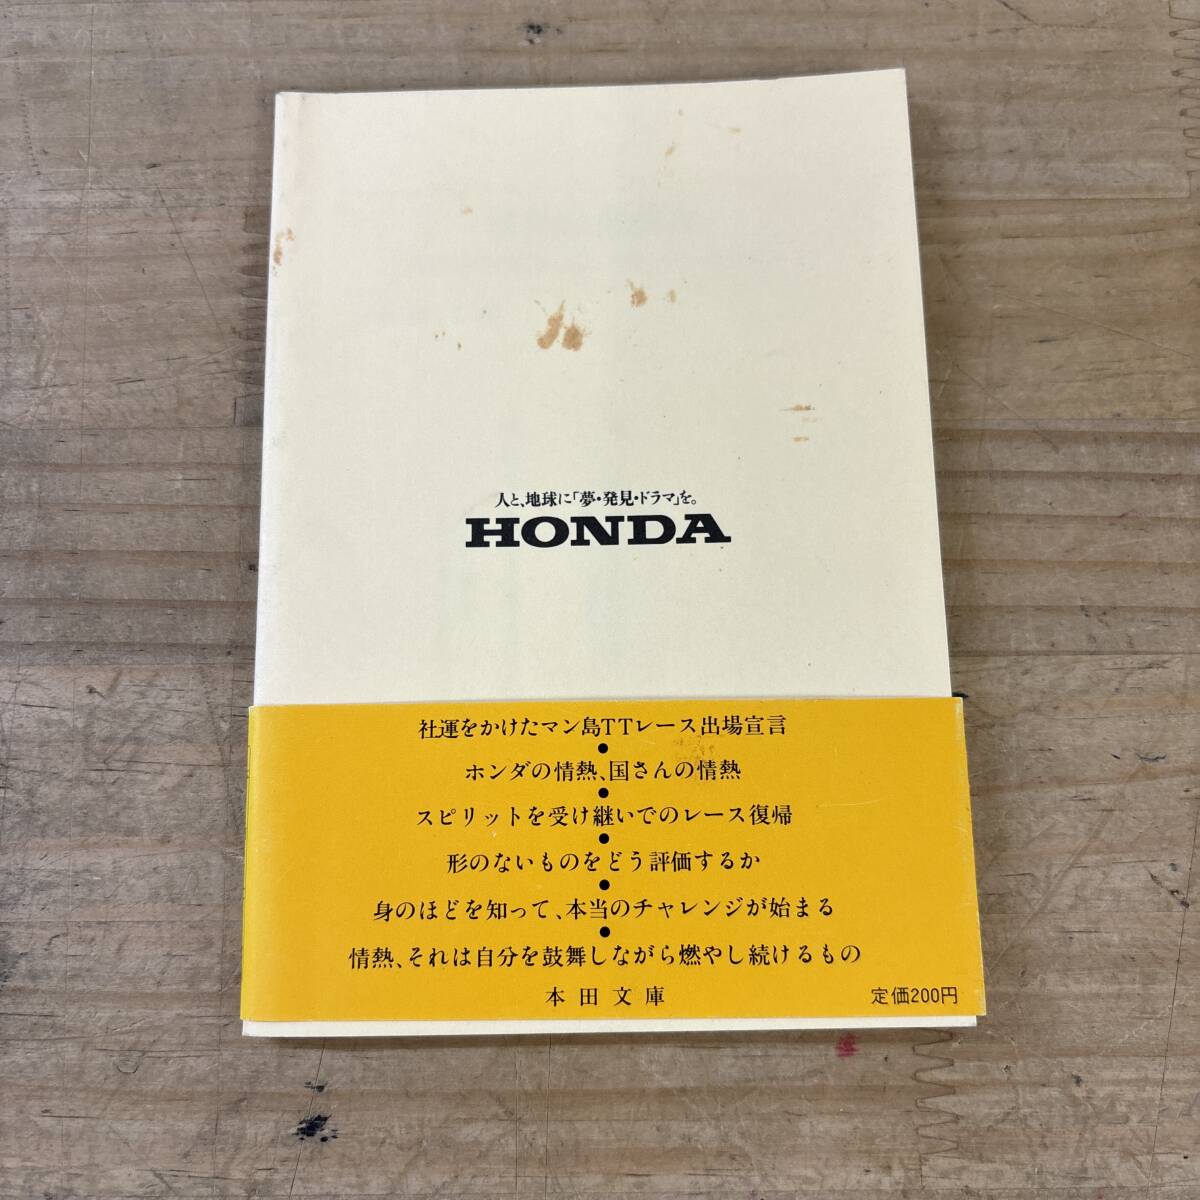 人と、地球に「夢・発見・ドラマ」を。
HONDA
社運をかけたマン島TTレース出場宣言
●
ホンダの情熱、国さんの情熱
●
スピリットを受け継いでのレース復帰
●
形のないものをどう評価するか
●
身のほどを知って、本当のチャレンジが始まる
●
情熱、それは自分を鼓舞しながら燃やし続けるもの
本田文庫
定価200円